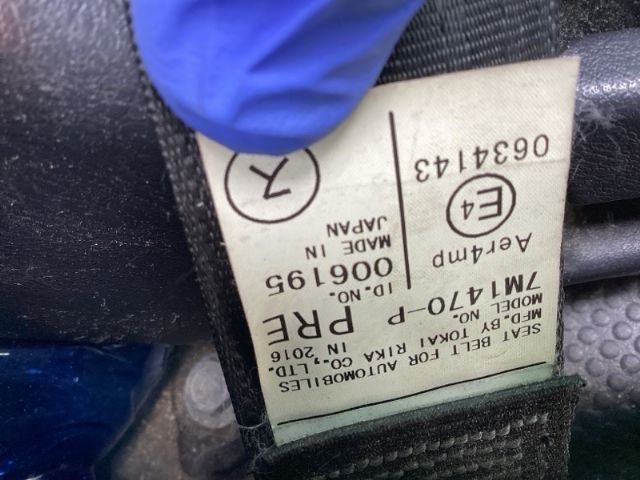 SEAT BELT FOR AUTOMOBILES
MFD. BY TOKAI RIKA CO., LTD.
MODEL NO. IN 2016
7M1470-P PRE
Aer4mp
E4
0634143
ID.NO.
006195
MADE IN
JAPAN
ス